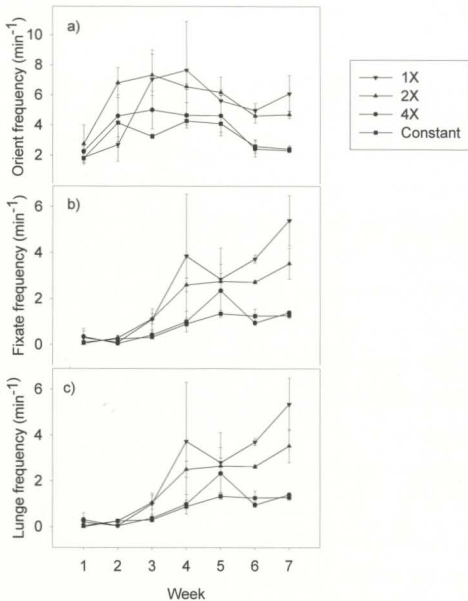 a)
Orient frequency (min⁻¹)
10
8
6
4
2
1X
2X
4X
Constant
b)
Fixate frequency (min⁻¹)
6
4
2
0
c)
Lunge frequency (min⁻¹)
6
4
2
0
1 2 3 4 5 6 7
Week